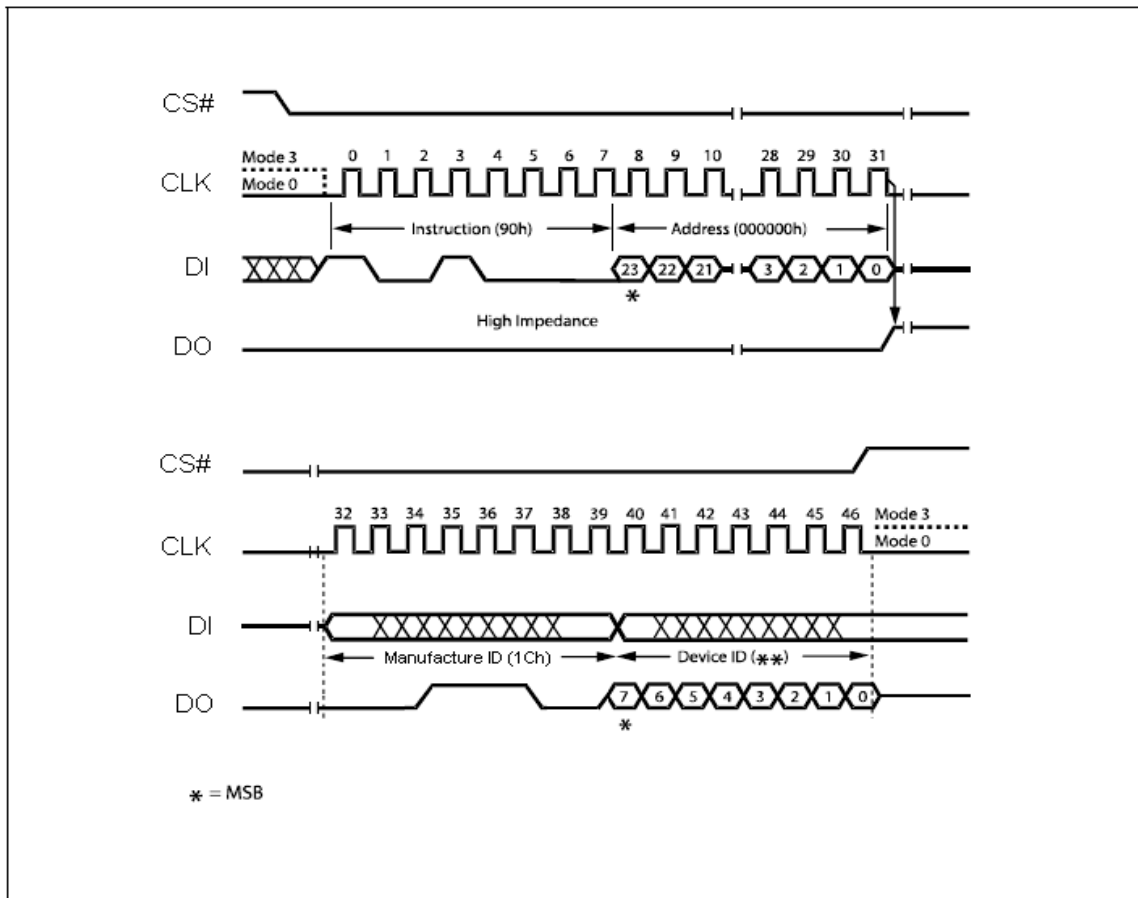 CS#
Mode 3
0 1 2 3 4 5 6 7 8 9 10 28 29 30 31
CLK
Mode 0
Instruction (90h) Address (000000h)
DI
23 22 21 3 2 1 0
*
High Impedance
DO
CS#
32 33 34 35 36 37 38 39 40 41 42 43 44 45 46
Mode 3
CLK
Mode 0
DI
Manufacture ID (1Ch) Device ID (**)
DO
7 6 5 4 3 2 1 0
*
* = MSB